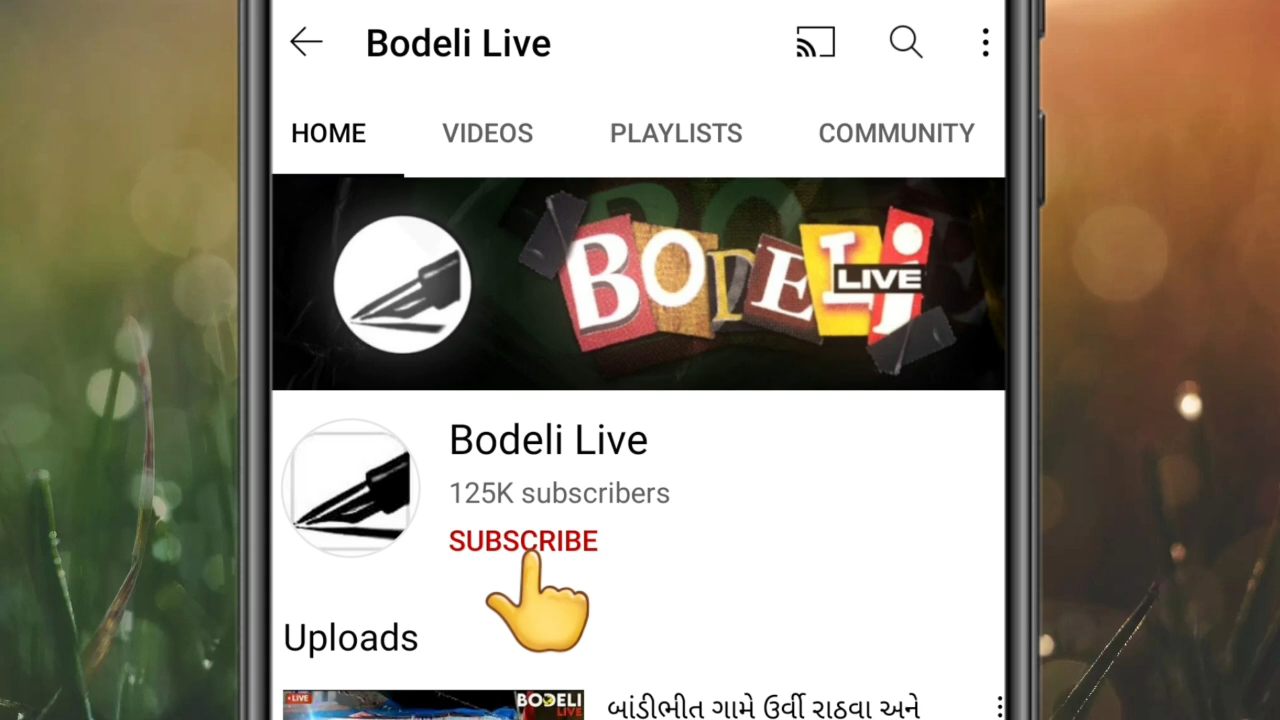 Bodeli Live
HOME VIDEOS PLAYLISTS COMMUNITY
BODELi
LIVE
Bodeli Live
125K subscribers
SUBSCRIBE
Uploads
LIVE
BODELI
LIVE
બાંડીભીત ગામે ઉર્વી રાઠવા અને